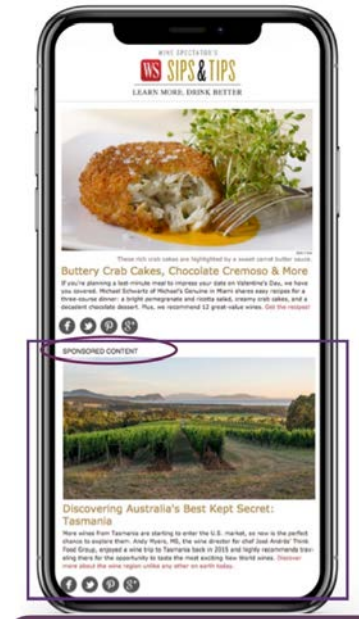 WINE SPECTATOR'S
WS SIPS & TIPS
LEARN MORE, DRINK BETTER
These rich crab cakes are highlighted by a sweet carrot butter sauce.
Buttery Crab Cakes, Chocolate Cremoso & More
If you're planning a last-minute meal to impress your date on Valentine's Day, we have
you covered. Michael Schwartz of Michael's Genuine in Miami shares easy recipes for a
three-course dinner: a bright pomegranate and ricotta salad, creamy crab cakes, and a
decadent chocolate dessert. Plus, we recommend 12 great-value wines. Get the recipes!
SPONSORED CONTENT
Discovering Australia's Best Kept Secret:
Tasmania
More wines from Tasmania are starting to enter the U.S. market, so now is the perfect
chance to explore them. Andy Myers, MS, the wine director for chef José Andrés' Think
Food Group, enjoyed a wine trip to Tasmania back in 2015 and highly recommends trav-
eling there for the opportunity to taste the most exciting New World wines. Discover
more about the wine region unlike any other on earth today.